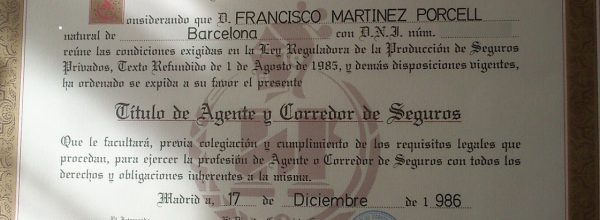 Considerando que D. FRANCISCO MARTINEZ PORCELL
natural de Barcelona con D.N.I. núm.
reúne las condiciones exigidas en la Ley Reguladora de la Producción de Seguros
Privados, Texto Refundido de 1 de Agosto de 1985, y demás disposiciones vigentes,
ha ordenado se expida a su favor el presente
Título de Agente y Corredor de Seguros
Que le facultará, previa colegiación y cumplimiento de los requisitos legales que
procedan, para ejercer la profesión de Agente o Corredor de Seguros con todos los
derechos y obligaciones inherentes a la misma.
Madrid a, 17 de Diciembre de 1.986